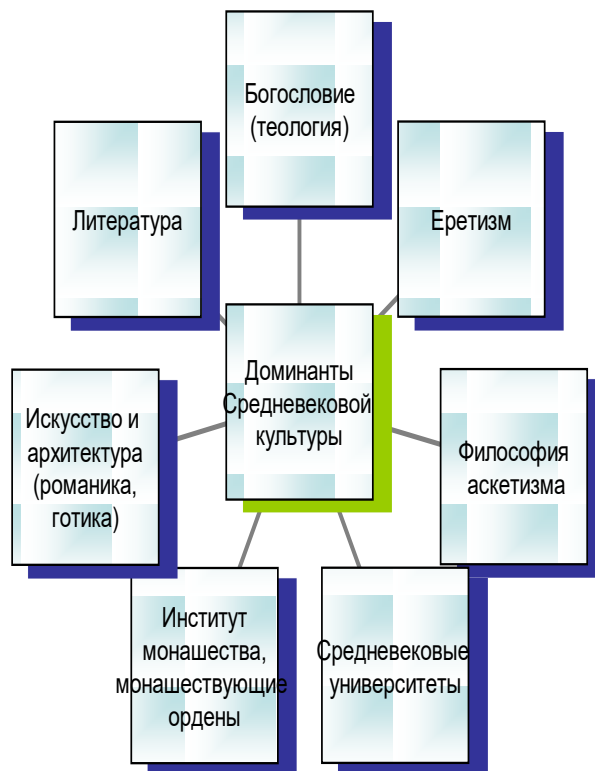 Богословие
(теология)
Литература
Еретизм
Доминанты
Средневековой
культуры
Искусство и
архитектура
(романика,
готика)
Философия
аскетизма
Институт
монашества,
монашествующие
ордены
Средневековые
университеты